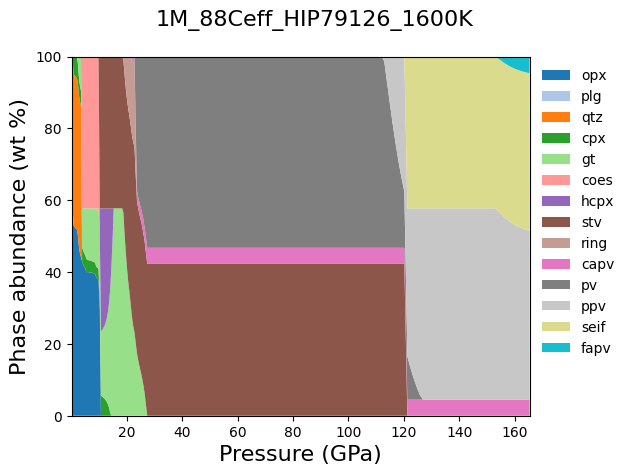 1M_88Ceff_HIP79126_1600K
Phase abundance (wt %)
100
80
60
40
20
0
20 40 60 80 100 120 140 160
Pressure (GPa)
opx
plg
qtz
cpx
gt
coes
hcpx
stv
ring
capv
pv
ppv
seif
fapv